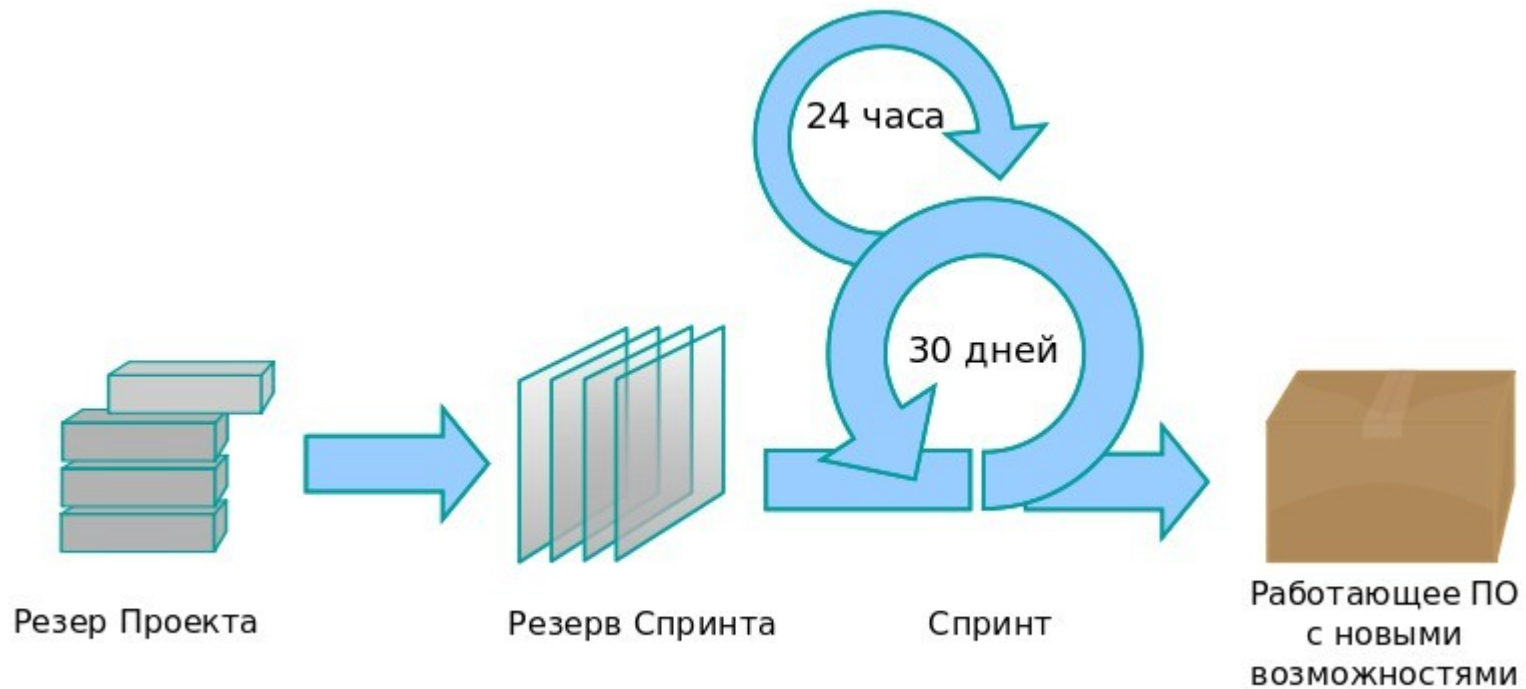 24 часа
30 дней
Резер Проекта
Резерв Спринта
Спринт
Работающее ПО
с новыми
возможностями